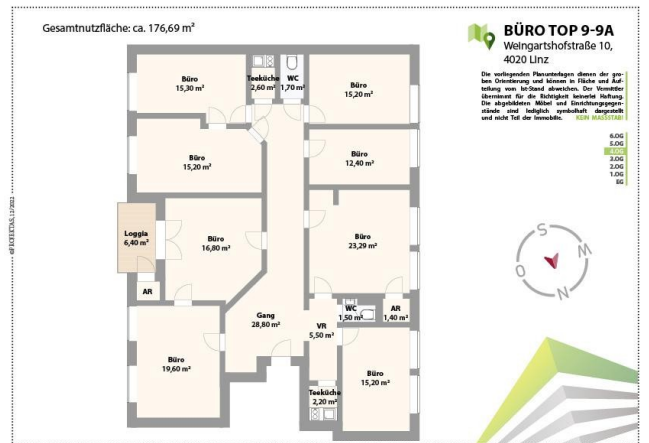 Gesamtnutzfläche: ca. 176,69 m²
BÜRO TOP 9-9A
Weingartshofstraße 10,
4020 Linz
Die vorliegenden Planunterlagen dienen der gro-
ben Orientierung und können in Fläche und Auf-
teilung vom Ist-Stand abweichen. Der Vermittler
übernimmt für die Richtigkeit keinerlei Haftung.
Die abgebildeten Möbel und Einrichtungsgegen-
stände sind lediglich symbolhaft dargestellt
und nicht Teil der Immobilie. KEIN MASSSTAB!
6.OG
5.OG
4.OG
3.OG
2.OG
1.OG
EG
S
W
N
O
Büro
15,30 m²
Teeküche
2,60 m²
WC
1,70 m²
Büro
15,20 m²
Büro
15,20 m²
Büro
12,40 m²
Loggia
6,40 m²
Büro
16,80 m²
Büro
23,29 m²
AR
Gang
28,80 m²
VR
5,50 m²
WC
1,50 m²
AR
1,40 m²
Büro
19,60 m²
Büro
15,20 m²
Teeküche
2,20 m²